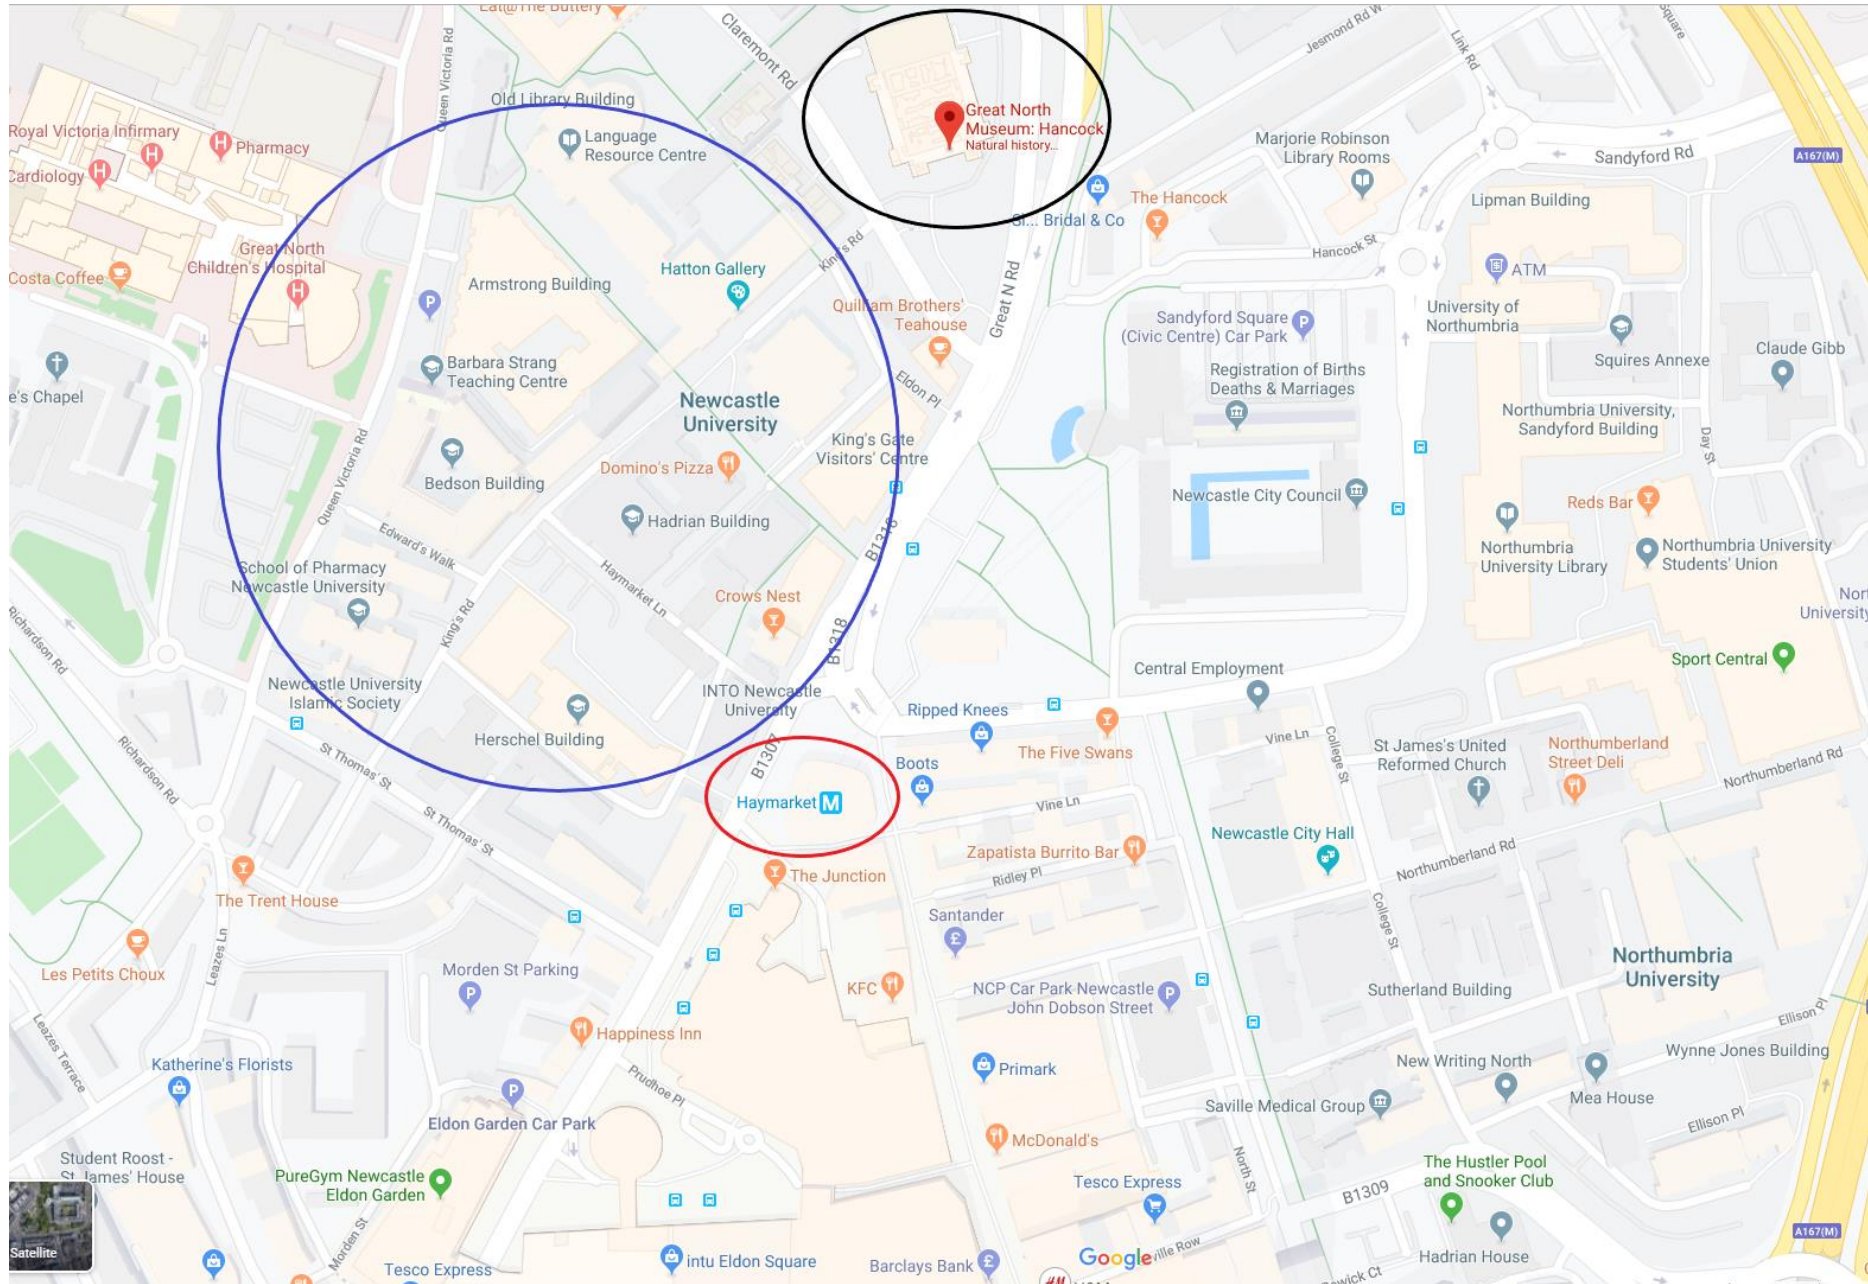 Eat@The Buttery
Claremont Rd
Queen Victoria Rd
Jesmond Rd W
Link Rd
Square
Old Library Building
Language
Resource Centre
Great North
Museum: Hancock
Natural history...
Royal Victoria Infirmary
Pharmacy
Cardiology
Marjorie Robinson
Library Rooms
Sandyford Rd
A167(M)
The Hancock
Bridal & Co
Lipman Building
Great North
Children's Hospital
Costa Coffee
Armstrong Building
Hatton Gallery
King's Rd
Hancock St
ATM
Quilliam Brothers'
Teahouse
Great N Rd
Sandyford Square
(Civic Centre) Car Park
University of
Northumbria
Squires Annexe
Claude Gibb
e's Chapel
Barbara Strang
Teaching Centre
Eldon Pl
Registration of Births
Deaths & Marriages
Newcastle
University
King's Gate
Visitors' Centre
Northumbria University,
Sandyford Building
Day St
Queen Victoria Rd
Bedson Building
Domino's Pizza
Hadrian Building
Newcastle City Council
Reds Bar
B1318
Edward's Walk
Northumbria
University Library
Northumbria University
Students' Union
School of Pharmacy
Newcastle University
Haymarket Ln
Crows Nest
King's Rd
B1318
Richardson Rd
University
Sport Central
Central Employment
Newcastle University
Islamic Society
INTO Newcastle
University
Ripped Knees
The Five Swans
Herschel Building
B1307
Vine Ln
College St
St James's United
Reformed Church
Northumberland
Street Deli
Northumberland Rd
St Thomas' St
Richardson Rd
Boots
Haymarket M
Vine Ln
St Thomas' St
Newcastle City Hall
Zapatista Burrito Bar
Northumberland Rd
The Junction
Ridley Pl
The Trent House
Santander
College St
Leazes Ln
Les Petits Choux
Morden St Parking
KFC
NCP Car Park Newcastle
John Dobson Street
Sutherland Building
Northumbria
University
Ellison Pl
Happiness Inn
Leazes Terrace
Katherine's Florists
Prudhoe Pl
Primark
New Writing North
Wynne Jones Building
Mea House
Saville Medical Group
Ellison Pl
Eldon Garden Car Park
McDonald's
Student Roost -
St James' House
PureGym Newcastle
Eldon Garden
North St
The Hustler Pool
and Snooker Club
Tesco Express
B1309
Morden St
A167(M)
Satellite
intu Eldon Square
Tesco Express
Barclays Bank
Google
ville Row
Hadrian House
wick Ct